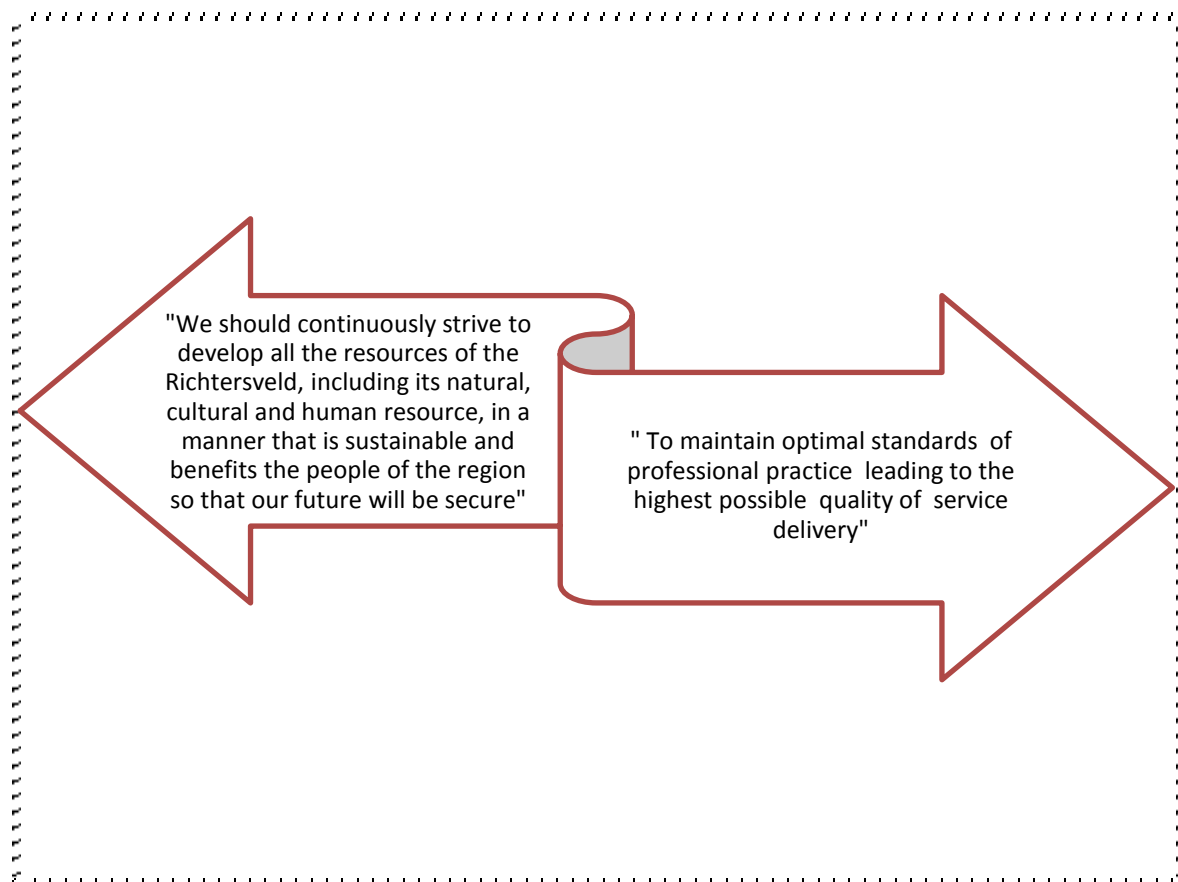 "We should continuously strive to
develop all the resources of the
Richtersveld, including its natural,
cultural and human resource, in a
manner that is sustainable and
benefits the people of the region
so that our future will be secure"
" To maintain optimal standards  of
professional practice  leading to the
highest possible  quality of  service
delivery"